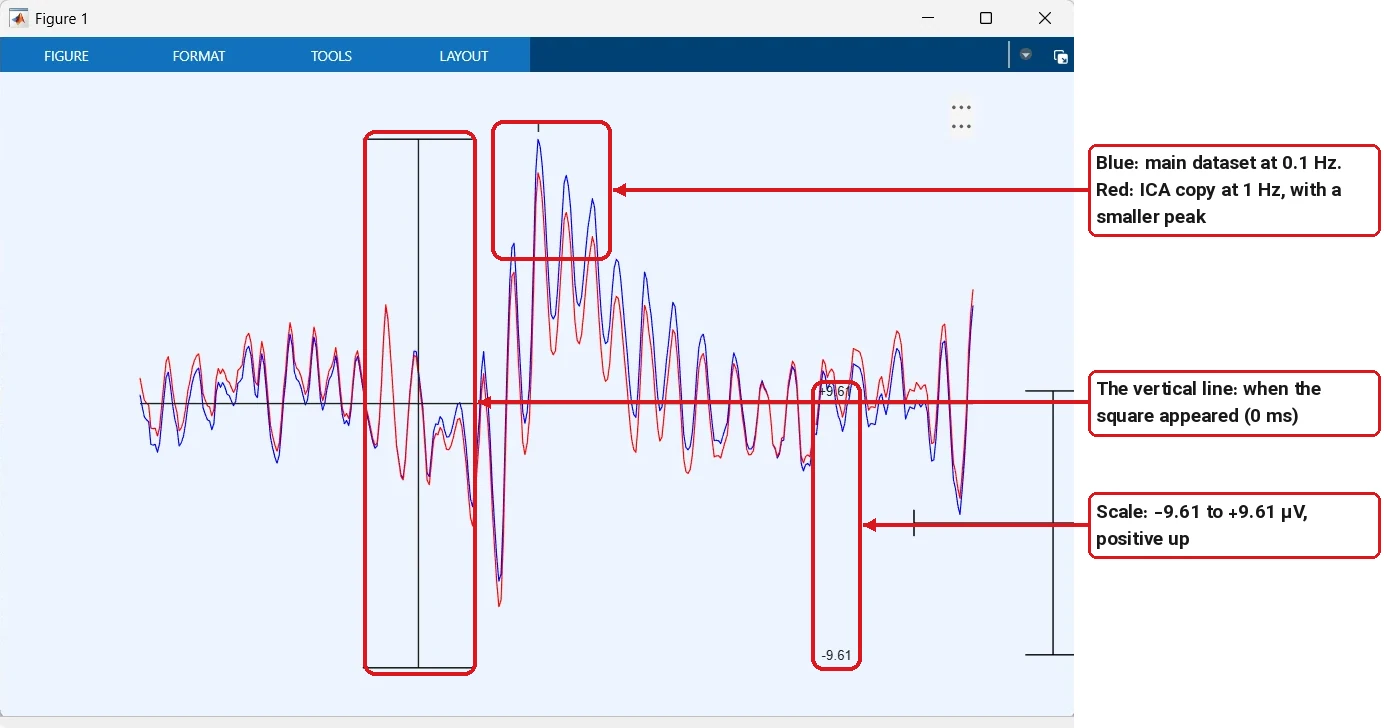 Figure 1
FIGURE FORMAT TOOLS LAYOUT
Blue: main dataset at 0.1 Hz.
Red: ICA copy at 1 Hz, with a
smaller peak
The vertical line: when the
square appeared (0 ms)
+9.61
Scale: −9.61 to +9.61 µV,
positive up
-9.61